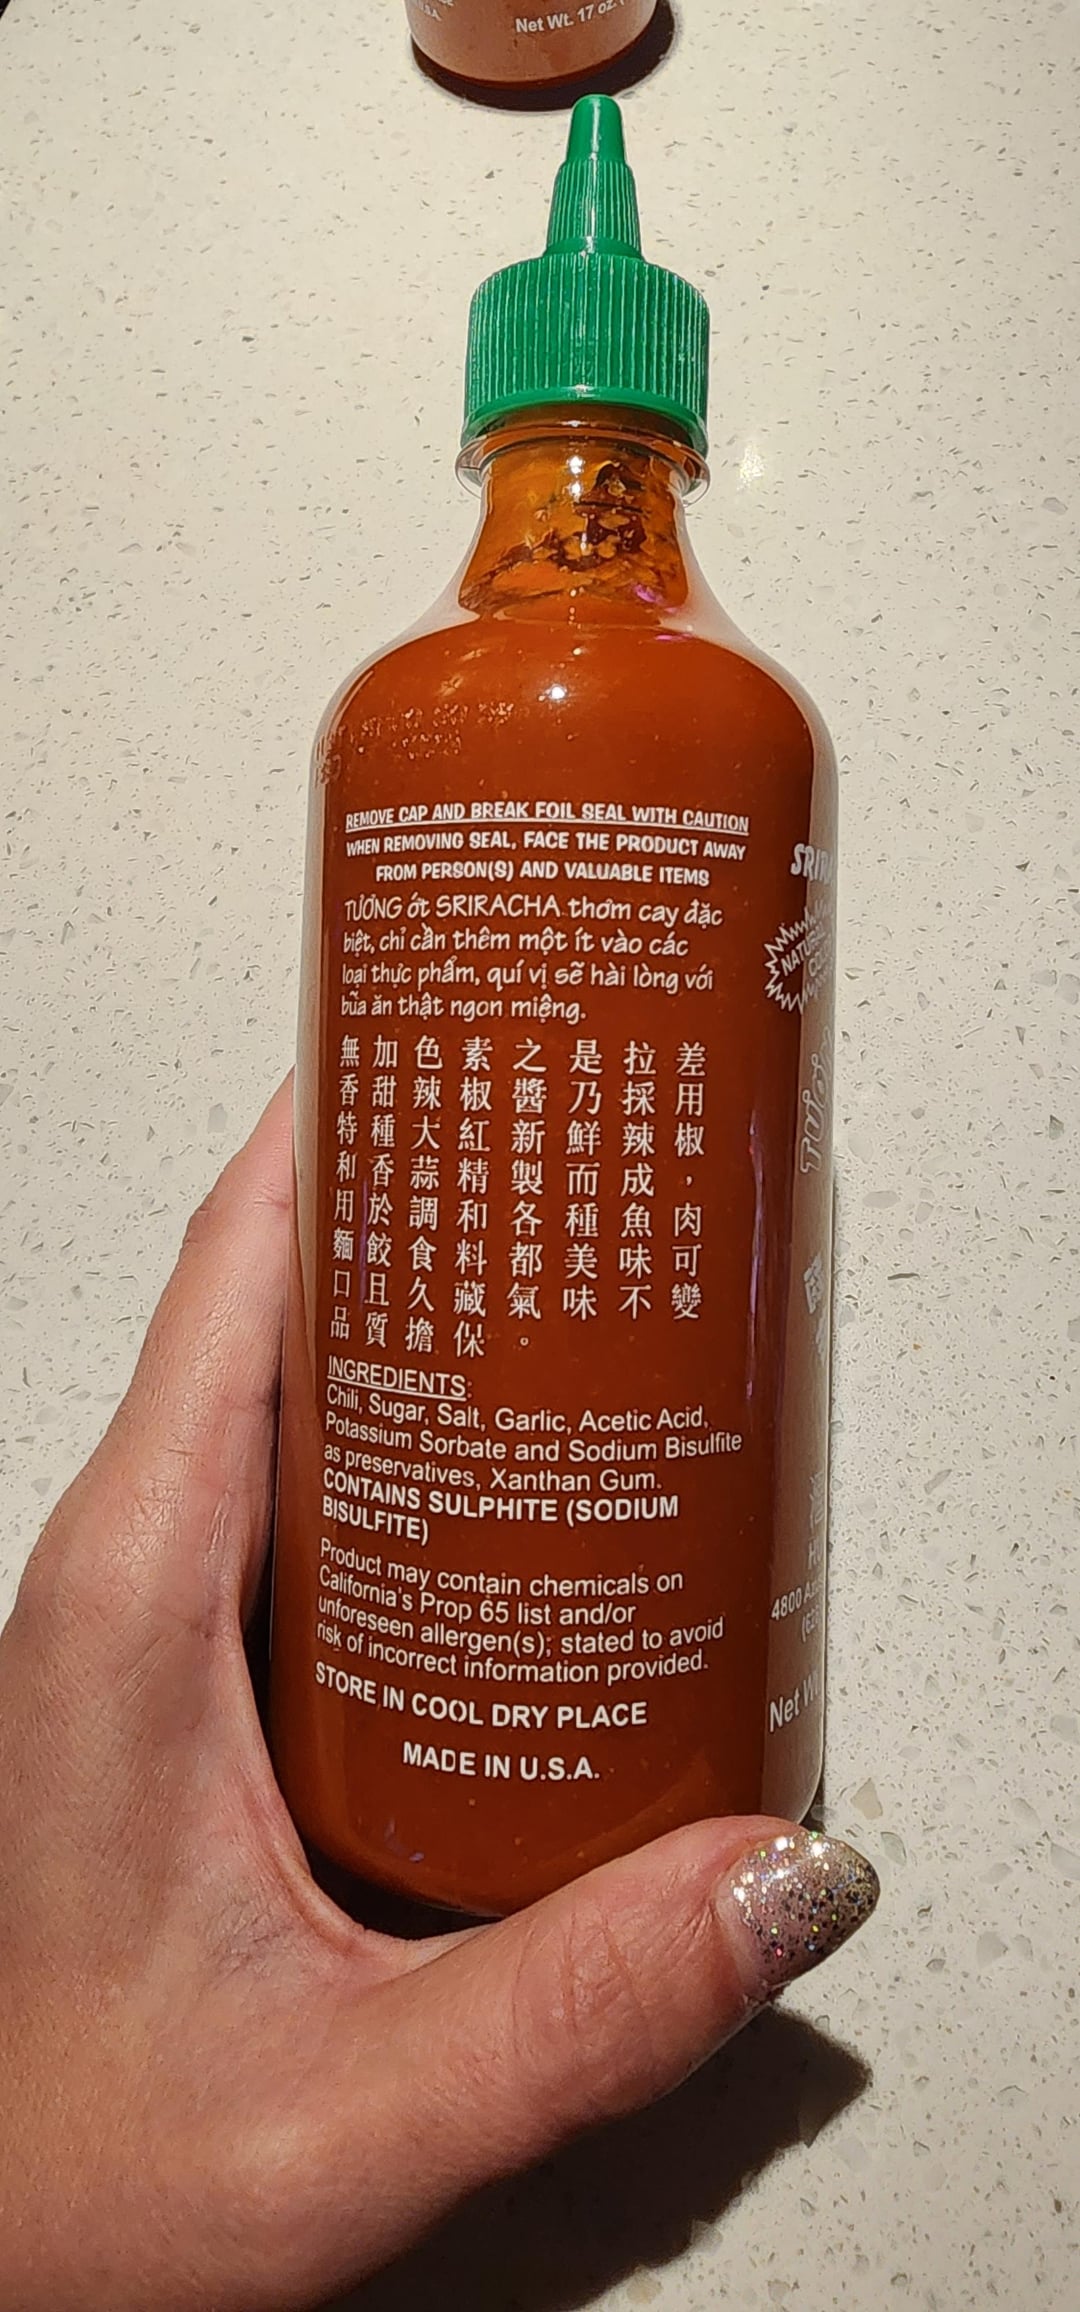 U.S.A.
Net Wt. 17 oz.
REMOVE CAP AND BREAK FOIL SEAL WITH CAUTION
WHEN REMOVING SEAL, FACE THE PRODUCT AWAY
FROM PERSON(S) AND VALUABLE ITEMS
TƯƠNG ớt SRIRACHA thơm cay đặc
biệt, chỉ cần thêm một ít vào các
loại thực phẩm, quí vị sẽ hài lòng với
bữa ăn thật ngon miệng.
無加色素之是拉差
香甜辣椒醬乃採用
特種大紅新鮮辣椒
和香蒜精製而成，
用於調和各種魚肉
麵餃食料都美味可
口且久藏氣味不變
品質擔保。
INGREDIENTS:
Chili, Sugar, Salt, Garlic, Acetic Acid,
Potassium Sorbate and Sodium Bisulfite
as preservatives, Xanthan Gum.
CONTAINS SULPHITE (SODIUM
BISULFITE)
Product may contain chemicals on
California's Prop 65 list and/or
unforeseen allergen(s); stated to avoid
risk of incorrect information provided.
STORE IN COOL DRY PLACE
MADE IN U.S.A.
4800
Net